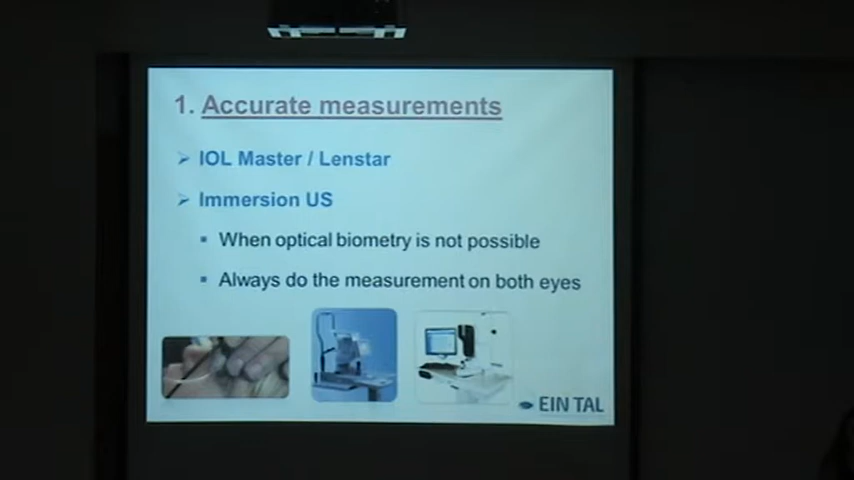 1. Accurate measurements
➢ IOL Master / Lenstar
➢ Immersion US
▪ When optical biometry is not possible
▪ Always do the measurement on both eyes
EIN TAL